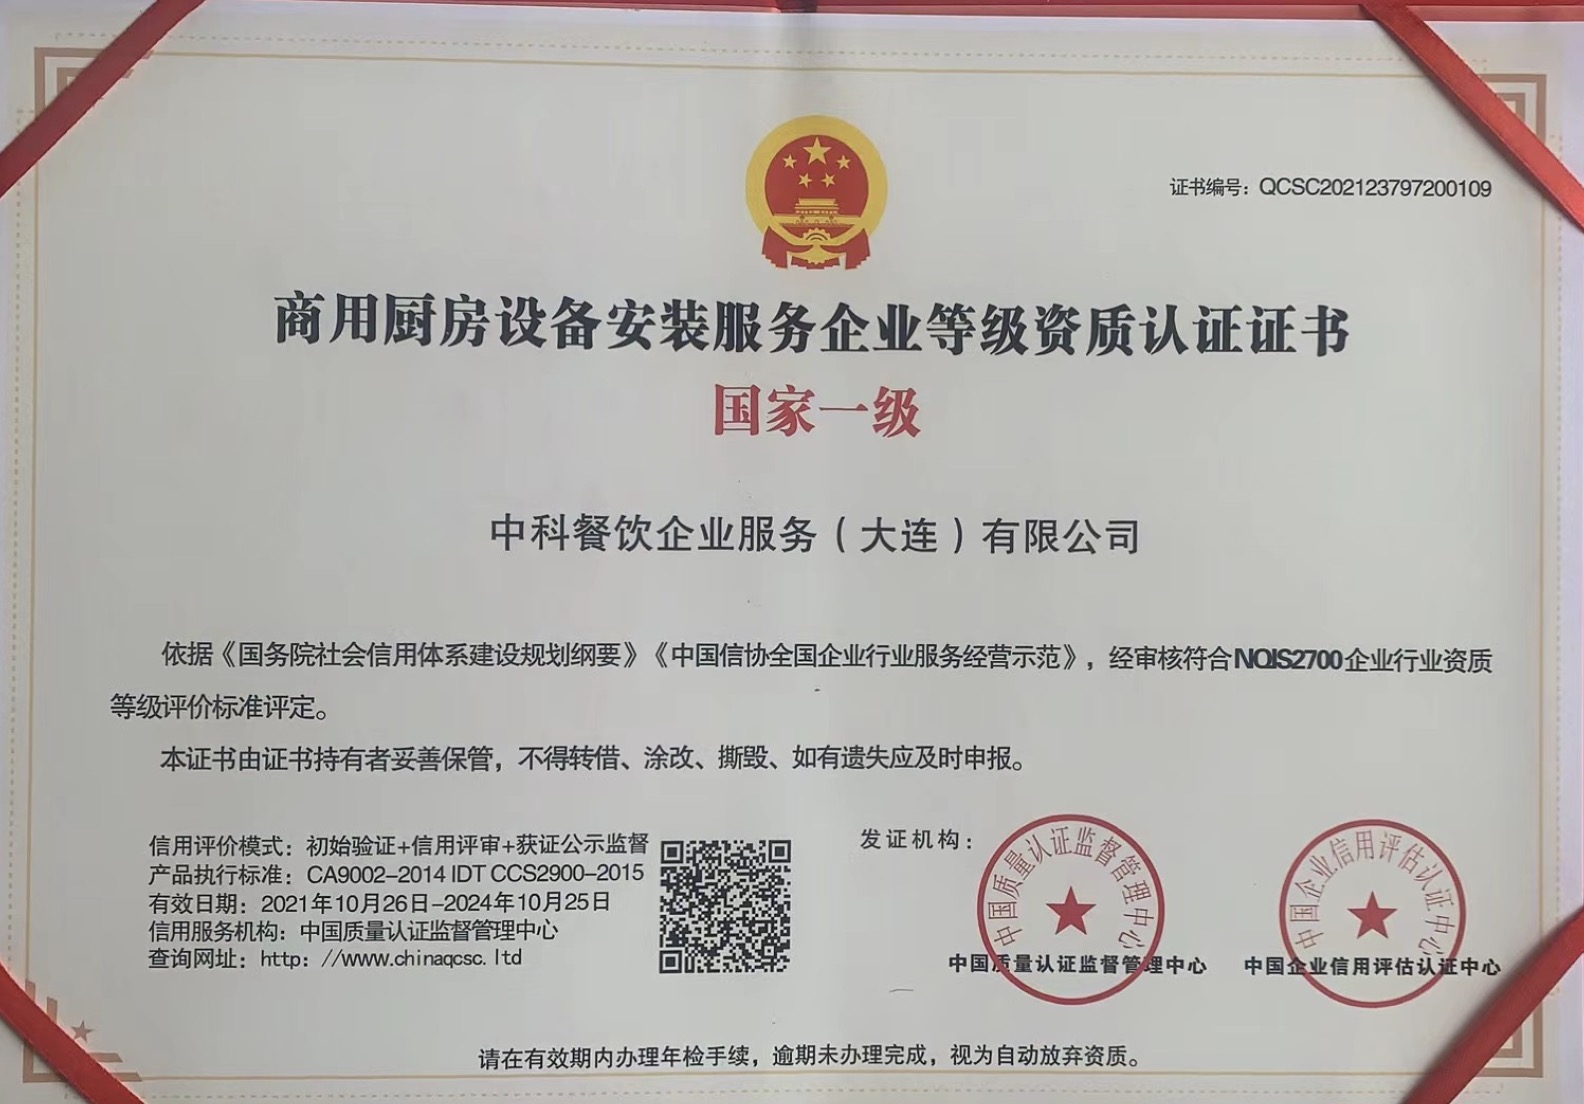 证书编号：QCSC202123797200109
商用厨房设备安装服务企业等级资质认证证书
国家一级
中科餐饮企业服务（大连）有限公司
依据《国务院社会信用体系建设规划纲要》《中国信协全国企业行业服务经营示范》，经审核符合NQIS2700企业行业资质
等级评价标准评定。
本证书由证书持有者妥善保管，不得转借、涂改、撕毁、如有遗失应及时申报。
信用评价模式：初始验证+信用评审+获证公示监督
产品执行标准：CA9002-2014 IDT CCS2900-2015
有效日期：2021年10月26日-2024年10月25日
信用服务机构：中国质量认证监督管理中心
查询网址：http: //www.chinaqcsc.ltd
发证机构：
中国质量认证监督管理中心
中国质量认证监督管理中心
中国企业信用评估认证中心
中国企业信用评估认证中心
请在有效期内办理年检手续，逾期未办理完成，视为自动放弃资质。